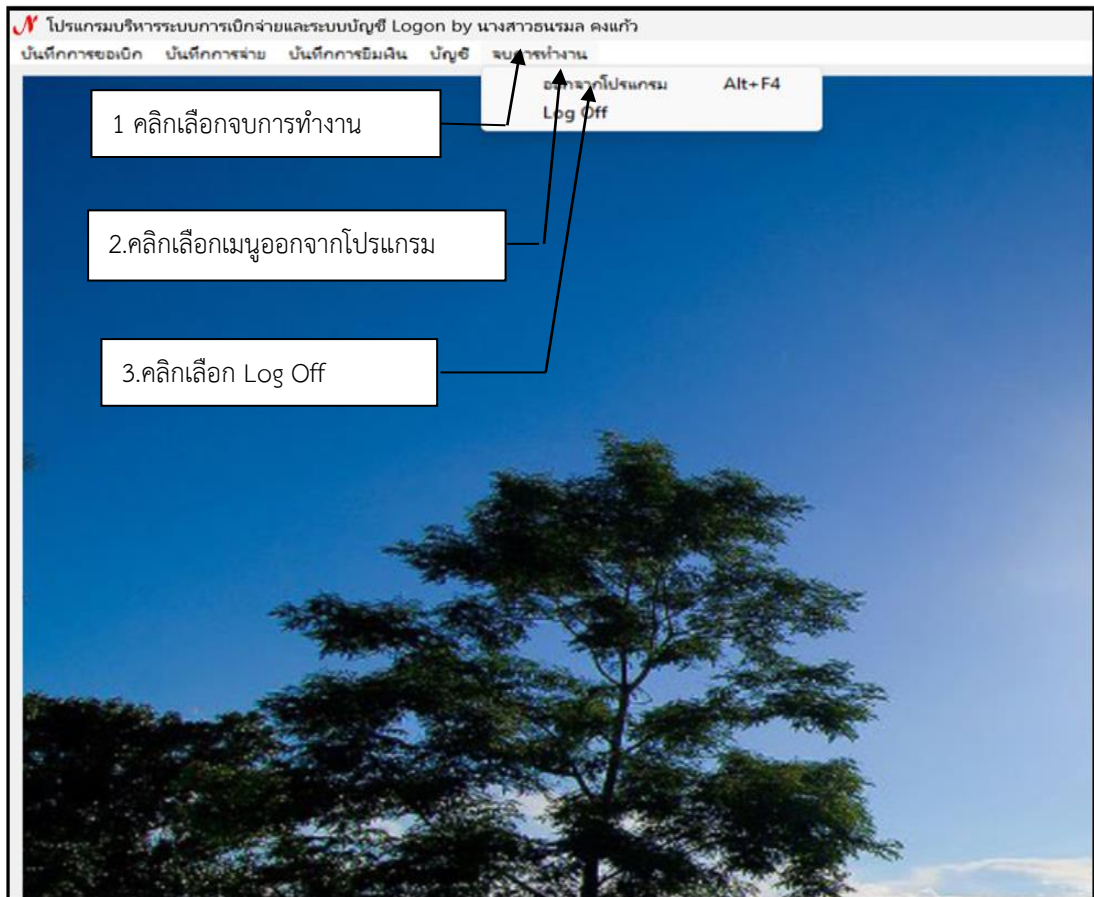 โปรแกรมบริหารระบบการเบิกจ่ายและระบบบัญชี Logon by นางสาวธนรมล คงแก้ว
บันทึกการขอเบิก บันทึกการจ่าย บันทึกการยืมเงิน บัญชี จบการทำงาน
ออกจากโปรแกรม Alt+F4
Log Off
1 คลิกเลือกจบการทำงาน
2.คลิกเลือกเมนูออกจากโปรแกรม
3.คลิกเลือก Log Off